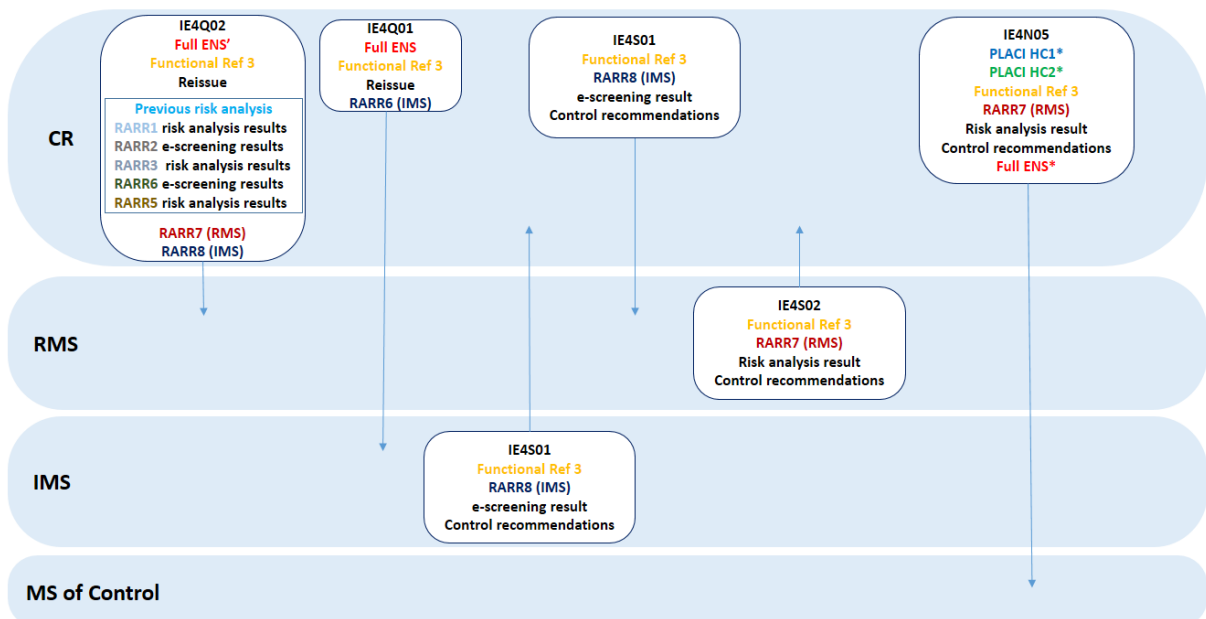 CR
IE4Q02
Full ENS’
Functional Ref 3
Reissue
Previous risk analysis
RARR1 risk analysis results
RARR2 e-screening results
RARR3 risk analysis results
RARR6 e-screening results
RARR5 risk analysis results
RARR7 (RMS)
RARR8 (IMS)
IE4Q01
Full ENS
Functional Ref 3
Reissue
RARR6 (IMS)
IE4S01
Functional Ref 3
RARR8 (IMS)
e-screening result
Control recommendations
IE4N05
PLACI HC1*
PLACI HC2*
Functional Ref 3
RARR7 (RMS)
Risk analysis result
Control recommendations
Full ENS*
RMS
IE4S02
Functional Ref 3
RARR7 (RMS)
Risk analysis result
Control recommendations
IMS
IE4S01
Functional Ref 3
RARR8 (IMS)
e-screening result
Control recommendations
MS of Control